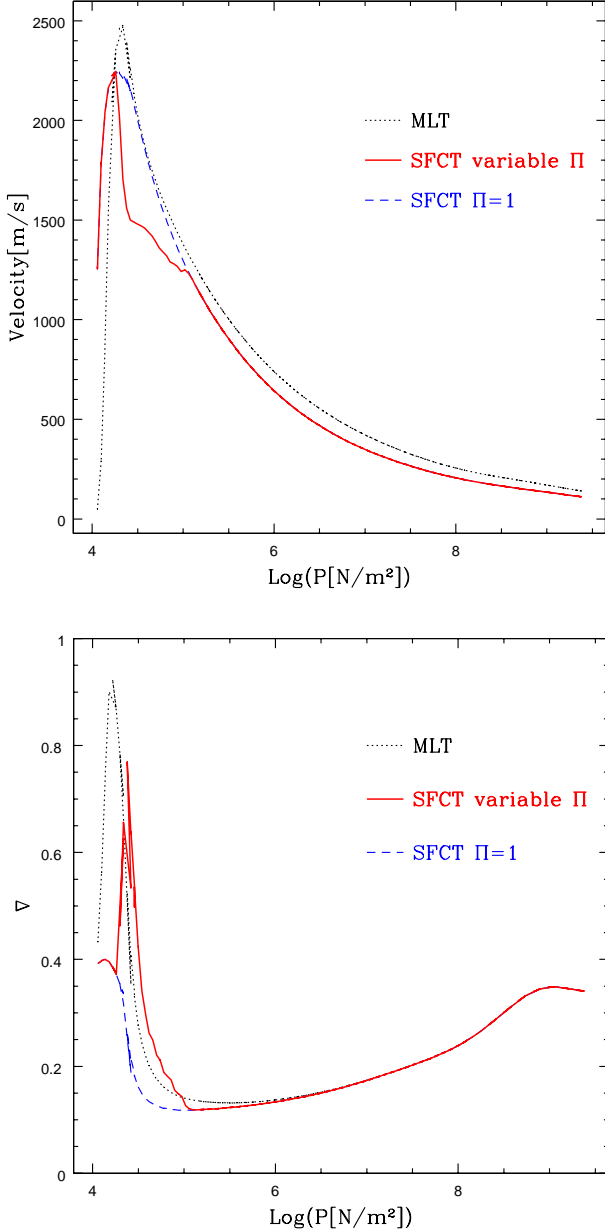 2500
2000
1500
1000
500
0
Velocity[m/s]
MLT
SFCT variable Π
SFCT Π=1
4
6
8
Log(P[N/m²])
1
0.8
0.6
0.4
0.2
0
∇
MLT
SFCT variable Π
SFCT Π=1
4
6
8
Log(P[N/m²])